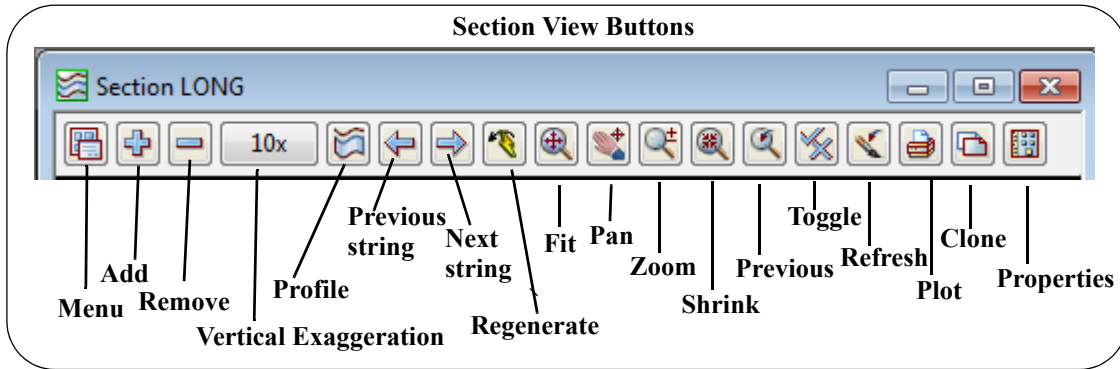 Section View Buttons
Section LONG
10x
Previous
string
Next
string
Fit
Pan
Toggle
Zoom
Previous
Refresh
Clone
Add
Menu
Remove
Profile
Shrink
Plot
Properties
Vertical Exaggeration
Regenerate